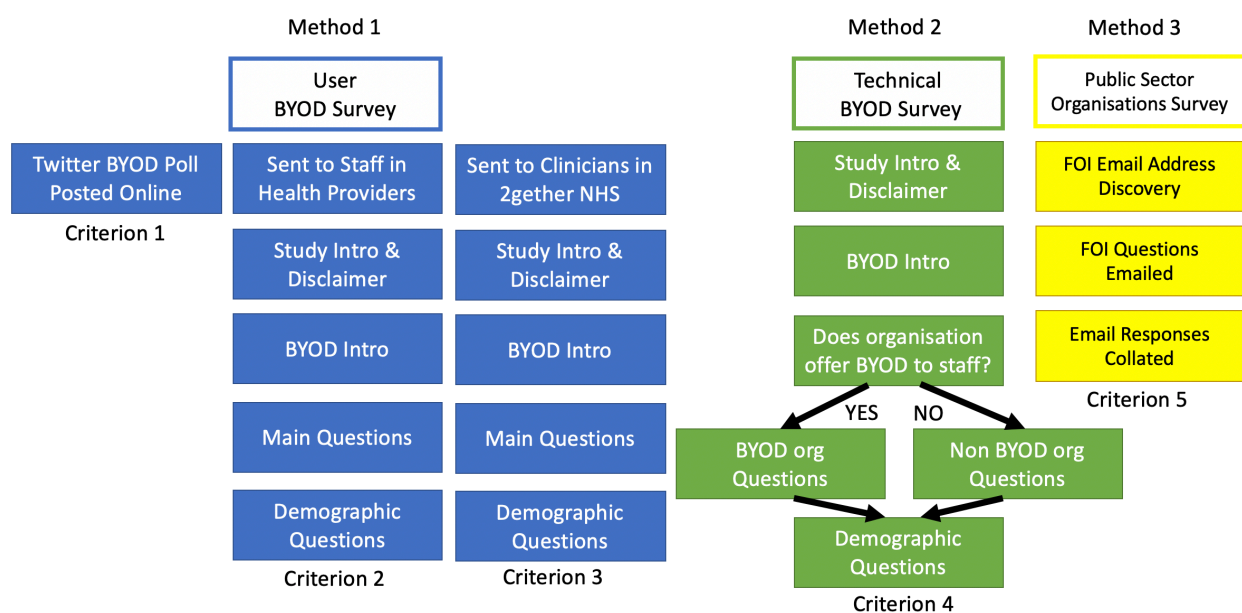 Method 1
Method 2
Method 3
User
BYOD Survey
Technical
BYOD Survey
Public Sector
Organisations Survey
Twitter BYOD Poll
Posted Online
Criterion 1
Sent to Staff in
Health Providers
Study Intro &
Disclaimer
BYOD Intro
Main Questions
Demographic
Questions
Criterion 2
Sent to Clinicians in
2gether NHS
Study Intro &
Disclaimer
BYOD Intro
Main Questions
Demographic
Questions
Criterion 3
Study Intro &
Disclaimer
BYOD Intro
Does organisation
offer BYOD to staff?
YES
NO
BYOD org
Questions
Non BYOD org
Questions
Demographic
Questions
Criterion 4
FOI Email Address
Discovery
FOI Questions
Emailed
Email Responses
Collated
Criterion 5